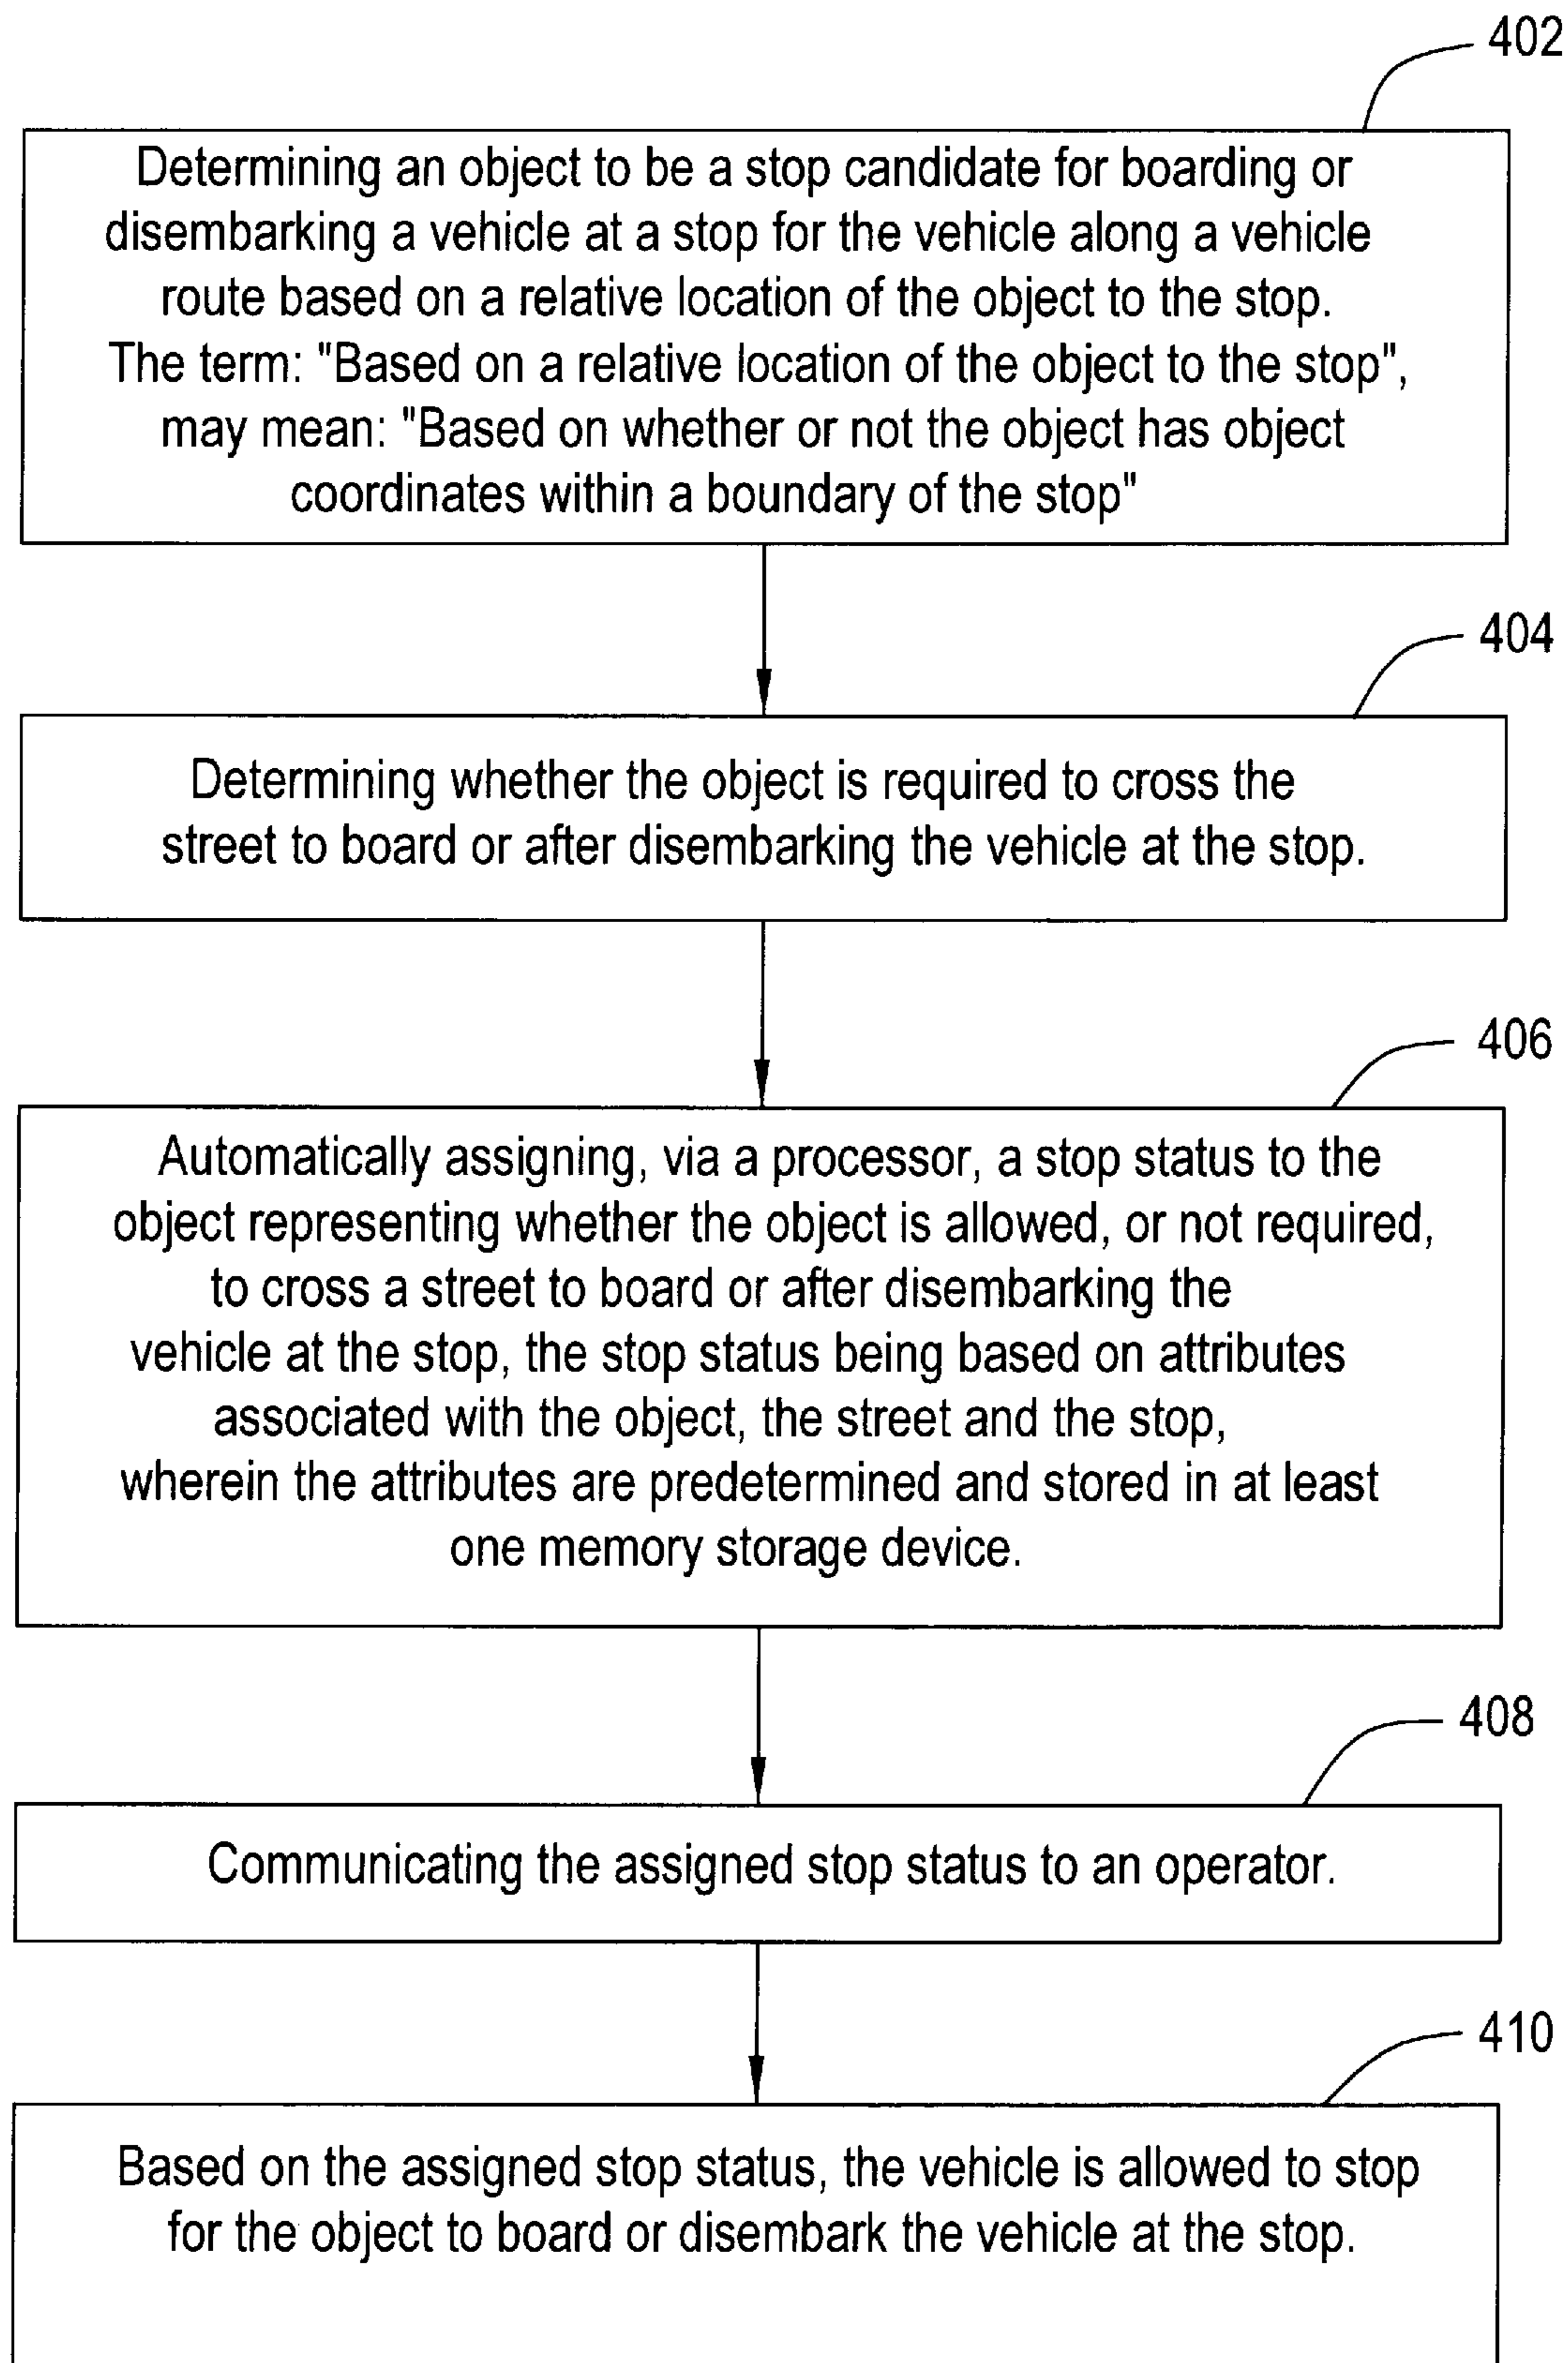 402
Determining an object to be a stop candidate for boarding or
disembarking a vehicle at a stop for the vehicle along a vehicle
route based on a relative location of the object to the stop.
The term: "Based on a relative location of the object to the stop",
may mean: "Based on whether or not the object has object
coordinates within a boundary of the stop"
404
Determining whether the object is required to cross the
street to board or after disembarking the vehicle at the stop.
406
Automatically assigning, via a processor, a stop status to the
object representing whether the object is allowed, or not required,
to cross a street to board or after disembarking the
vehicle at the stop, the stop status being based on attributes
associated with the object, the street and the stop,
wherein the attributes are predetermined and stored in at least
one memory storage device.
408
Communicating the assigned stop status to an operator.
410
Based on the assigned stop status, the vehicle is allowed to stop
for the object to board or disembark the vehicle at the stop.